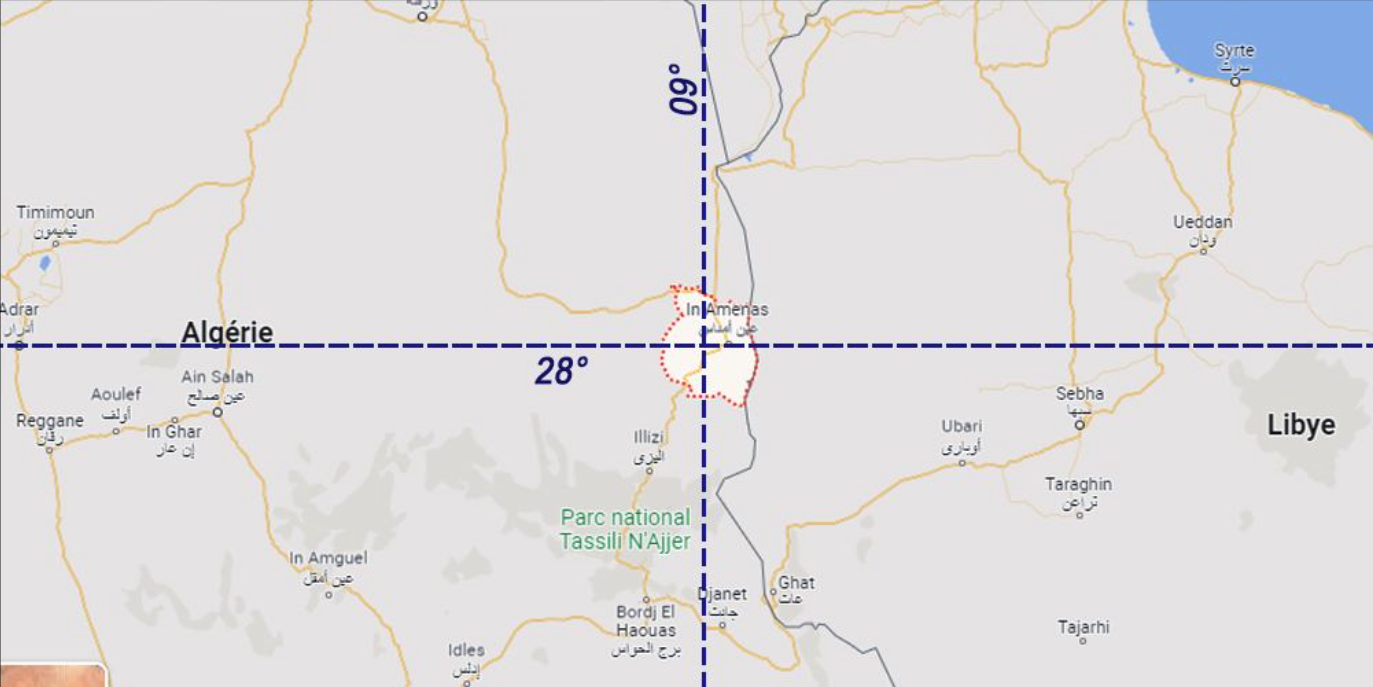 Syrte
سرت
09°
Timimoun
تيميمون
Ueddan
ودان
Adrar
أدرار
In Amenas
عين أمناس
Algérie
28°
Ain Salah
عين صالح
Aoulef
أولف
Reggane
رقان
In Ghar
إن غار
Sebha
سبها
Libye
Ubari
أوباري
Illizi
اليزي
Taraghin
تراغن
Parc national
Tassili N'Ajjer
In Amguel
عين أمقل
Ghat
غات
Djanet
جانت
Bordj El
Haouas
برج الحواس
Tajarhi
Idles
إدلس